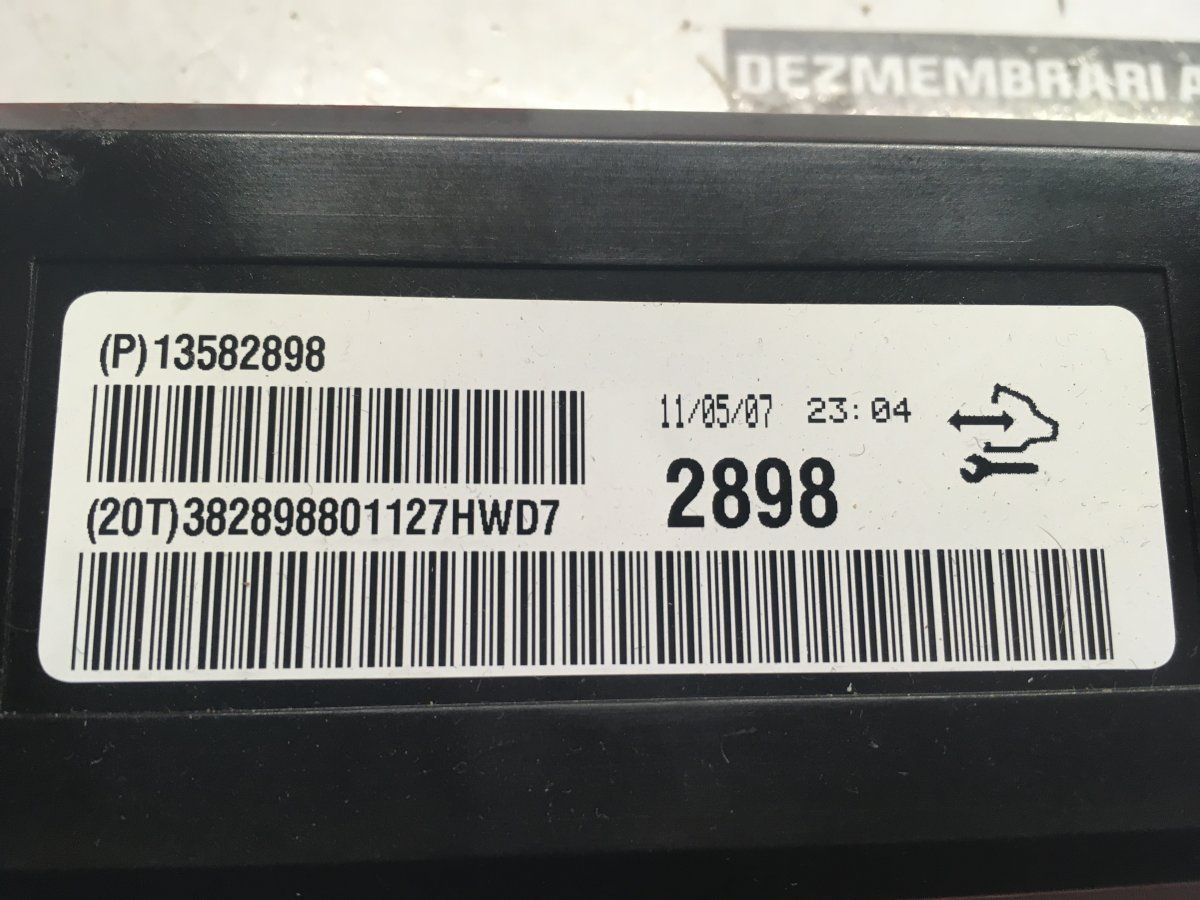 DEZMEMBRARI A
(P)13582898
11/05/07 23:04
2898
(20T)382898801127HWD7